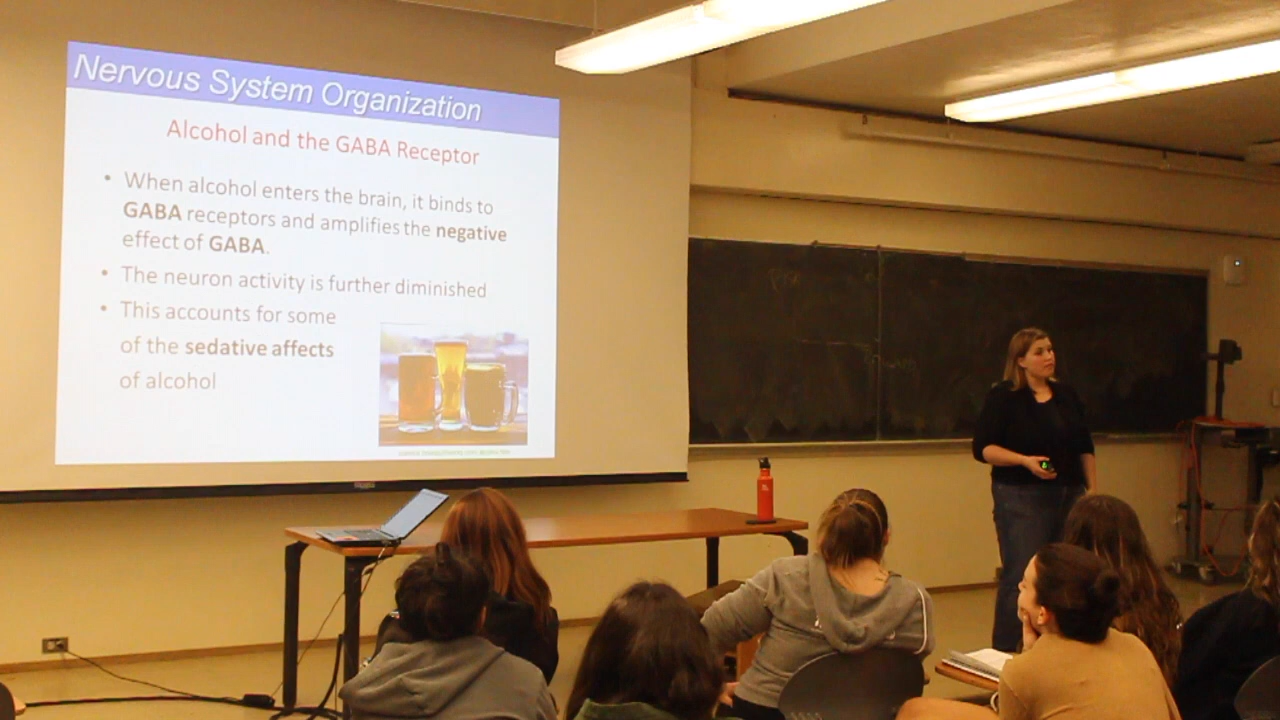 Nervous System Organization
Alcohol and the GABA Receptor
• When alcohol enters the brain, it binds to
GABA receptors and amplifies the negative
effect of GABA.
• The neuron activity is further diminished
• This accounts for some
of the sedative affects
of alcohol